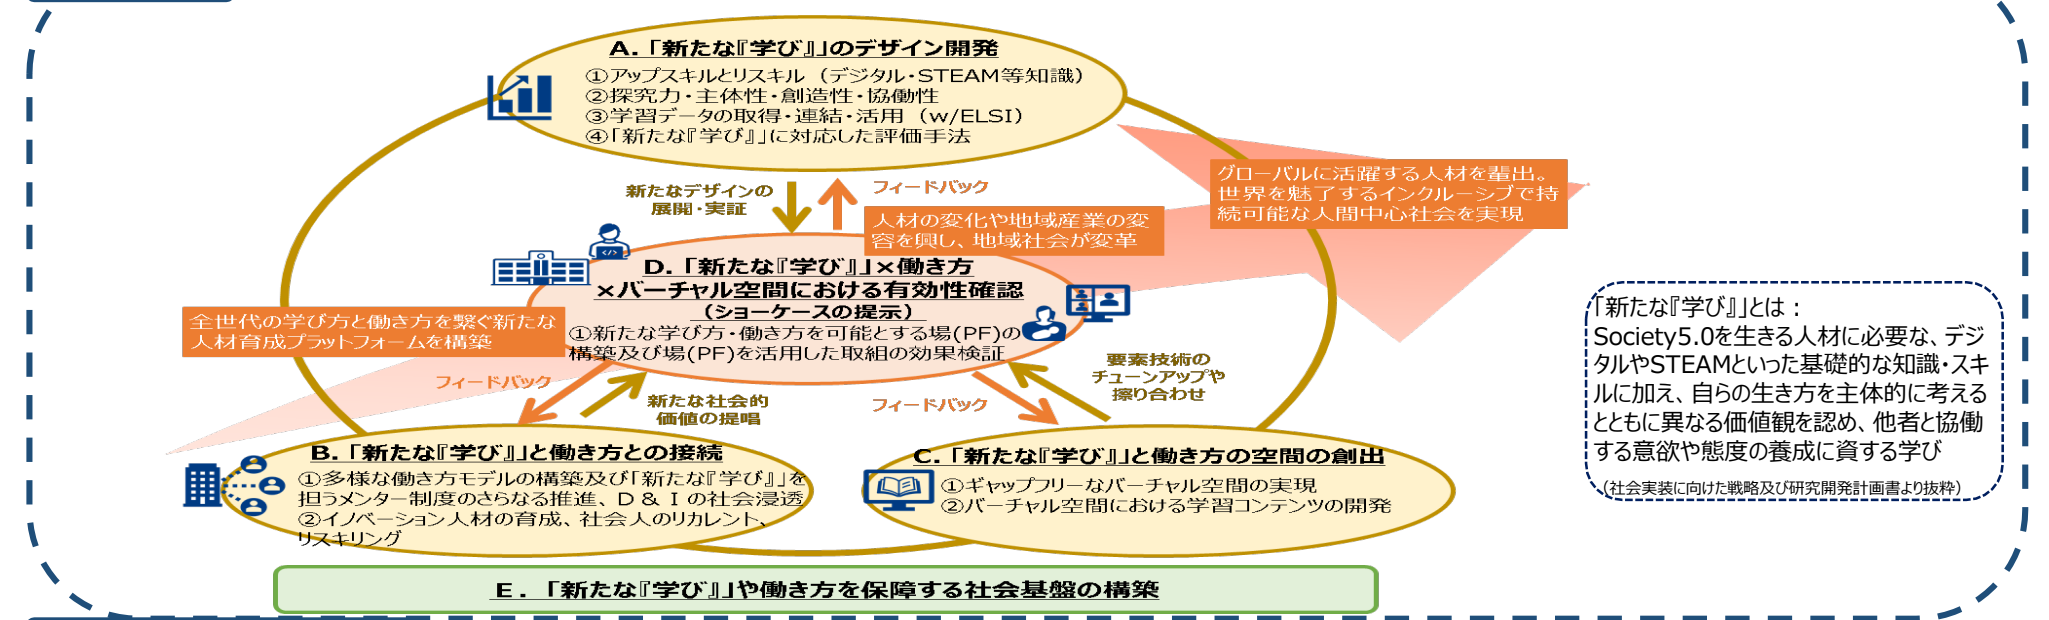 A.「新たな『学び』」のデザイン開発
①アップスキルとリスキル（デジタル・STEAM等知識）
②探究力・主体性・創造性・協働性
③学習データの取得・連結・活用（w/ELSI）
④「新たな『学び』」に対応した評価手法
新たなデザインの
展開・実証
フィードバック
グローバルに活躍する人材を輩出。
世界を魅了するインクルーシブで持
続可能な人間中心社会を実現
人材の変化や地域産業の変
容を興し、地域社会が変革
D.「新たな『学び』」×働き方
×バーチャル空間における有効性確認
（ショーケースの提示）
①新たな学び方・働き方を可能とする場(PF)の
構築及び場(PF)を活用した取組の効果検証
全世代の学び方と働き方を繋ぐ新たな
人材育成プラットフォームを構築
フィードバック
新たな社会的
価値の提唱
フィードバック
要素技術の
チューンアップや
擦り合わせ
B.「新たな『学び』」と働き方との接続
①多様な働き方モデルの構築及び「新たな『学び』」を
担うメンター制度のさらなる推進、D & Iの社会浸透
②イノベーション人材の育成、社会人のリカレント、
リスキリング
C.「新たな『学び』」と働き方の空間の創出
①ギャップフリーなバーチャル空間の実現
②バーチャル空間における学習コンテンツの開発
E．「新たな『学び』」や働き方を保障する社会基盤の構築
「新たな『学び』」とは：
Society5.0を生きる人材に必要な、デジ
タルやSTEAMといった基礎的な知識・スキ
ルに加え、自らの生き方を主体的に考える
とともに異なる価値観を認め、他者と協働
する意欲や態度の養成に資する学び
（社会実装に向けた戦略及び研究開発計画書より抜粋）